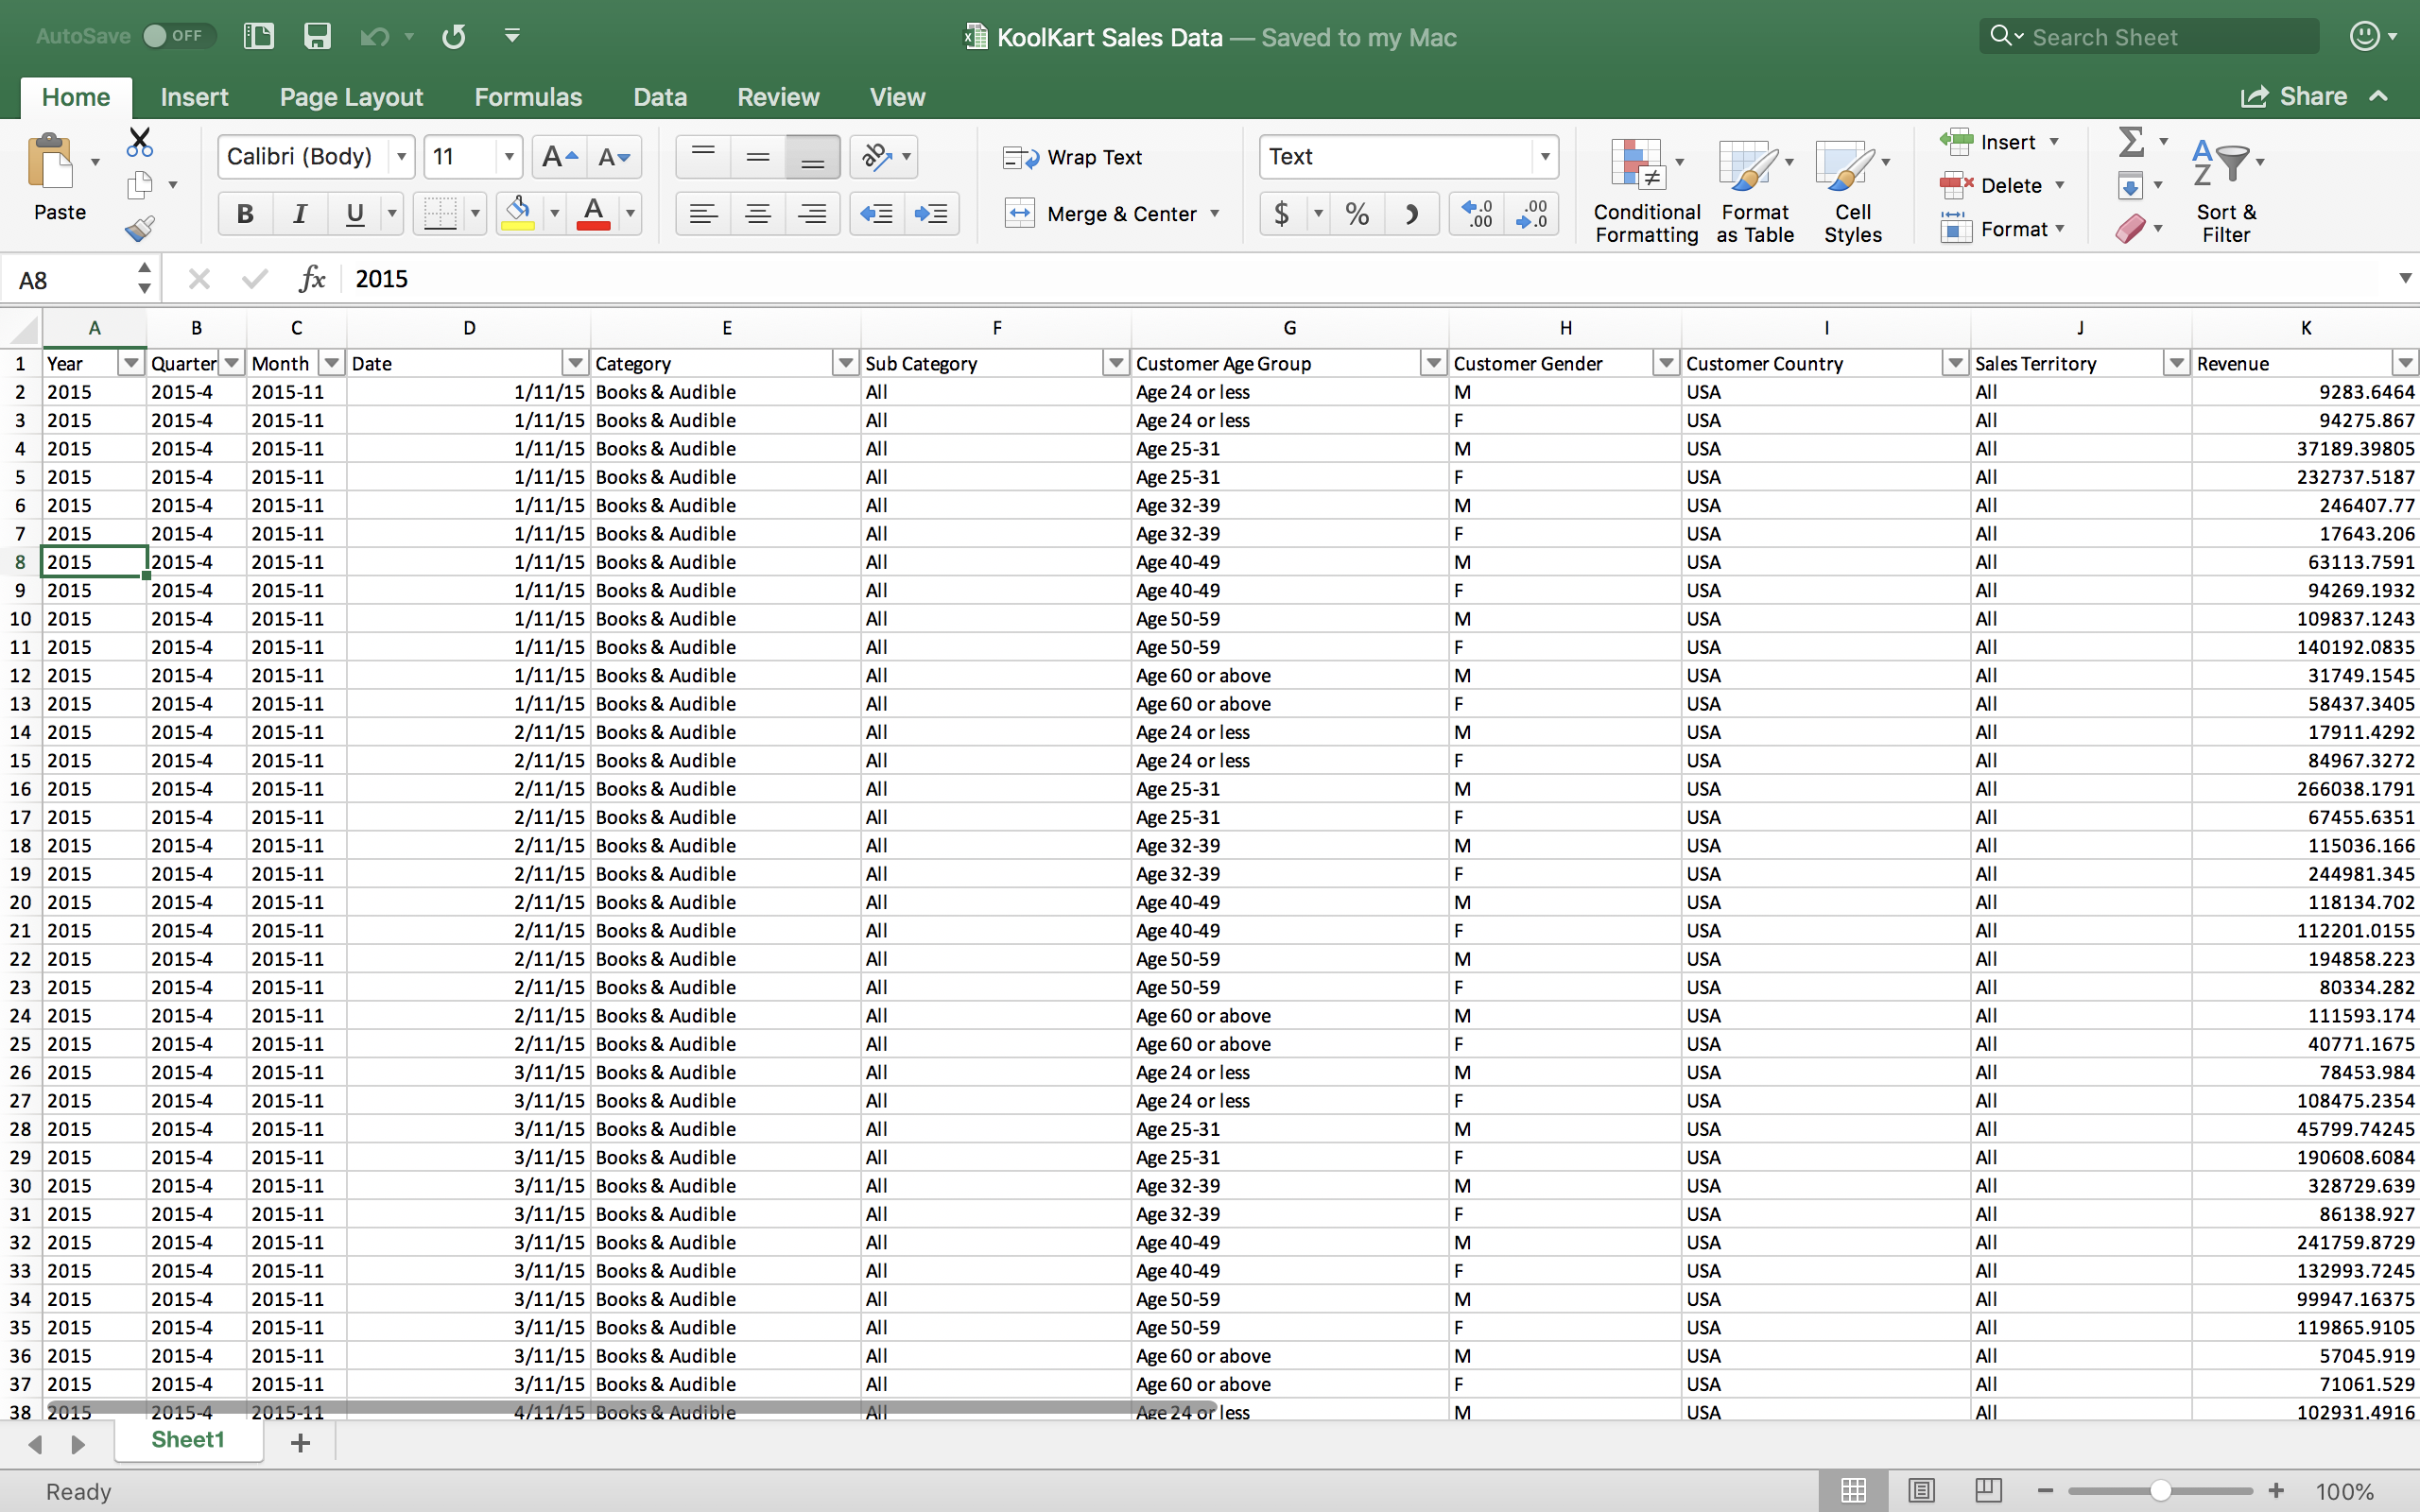 AutoSave OFF KoolKart Sales Data — Saved to my Mac Search Sheet
Home Insert Page Layout Formulas Data Review View Share
Paste Calibri (Body) 11 Wrap Text Text Conditional Formatting Format as Table Cell Styles Insert Delete Format Sort & Filter
B I U Merge & Center $ % .0 .00 .00 .0
A8 fx 2015
A B C D E F G H I J K
1 Year Quarter Month Date Category Sub Category Customer Age Group Customer Gender Customer Country Sales Territory Revenue
2 2015 2015-4 2015-11 1/11/15 Books & Audible All Age 24 or less M USA All 9283.6464
3 2015 2015-4 2015-11 1/11/15 Books & Audible All Age 24 or less F USA All 94275.867
4 2015 2015-4 2015-11 1/11/15 Books & Audible All Age 25-31 M USA All 37189.39805
5 2015 2015-4 2015-11 1/11/15 Books & Audible All Age 25-31 F USA All 232737.5187
6 2015 2015-4 2015-11 1/11/15 Books & Audible All Age 32-39 M USA All 246407.77
7 2015 2015-4 2015-11 1/11/15 Books & Audible All Age 32-39 F USA All 17643.206
8 2015 2015-4 2015-11 1/11/15 Books & Audible All Age 40-49 M USA All 63113.7591
9 2015 2015-4 2015-11 1/11/15 Books & Audible All Age 40-49 F USA All 94269.1932
10 2015 2015-4 2015-11 1/11/15 Books & Audible All Age 50-59 M USA All 109837.1243
11 2015 2015-4 2015-11 1/11/15 Books & Audible All Age 50-59 F USA All 140192.0835
12 2015 2015-4 2015-11 1/11/15 Books & Audible All Age 60 or above M USA All 31749.1545
13 2015 2015-4 2015-11 1/11/15 Books & Audible All Age 60 or above F USA All 58437.3405
14 2015 2015-4 2015-11 2/11/15 Books & Audible All Age 24 or less M USA All 17911.4292
15 2015 2015-4 2015-11 2/11/15 Books & Audible All Age 24 or less F USA All 84967.3272
16 2015 2015-4 2015-11 2/11/15 Books & Audible All Age 25-31 M USA All 266038.1791
17 2015 2015-4 2015-11 2/11/15 Books & Audible All Age 25-31 F USA All 67455.6351
18 2015 2015-4 2015-11 2/11/15 Books & Audible All Age 32-39 M USA All 115036.166
19 2015 2015-4 2015-11 2/11/15 Books & Audible All Age 32-39 F USA All 244981.345
20 2015 2015-4 2015-11 2/11/15 Books & Audible All Age 40-49 M USA All 118134.702
21 2015 2015-4 2015-11 2/11/15 Books & Audible All Age 40-49 F USA All 112201.0155
22 2015 2015-4 2015-11 2/11/15 Books & Audible All Age 50-59 M USA All 194858.223
23 2015 2015-4 2015-11 2/11/15 Books & Audible All Age 50-59 F USA All 80334.282
24 2015 2015-4 2015-11 2/11/15 Books & Audible All Age 60 or above M USA All 111593.174
25 2015 2015-4 2015-11 2/11/15 Books & Audible All Age 60 or above F USA All 40771.1675
26 2015 2015-4 2015-11 3/11/15 Books & Audible All Age 24 or less M USA All 78453.984
27 2015 2015-4 2015-11 3/11/15 Books & Audible All Age 24 or less F USA All 108475.2354
28 2015 2015-4 2015-11 3/11/15 Books & Audible All Age 25-31 M USA All 45799.74245
29 2015 2015-4 2015-11 3/11/15 Books & Audible All Age 25-31 F USA All 190608.6084
30 2015 2015-4 2015-11 3/11/15 Books & Audible All Age 32-39 M USA All 328729.639
31 2015 2015-4 2015-11 3/11/15 Books & Audible All Age 32-39 F USA All 86138.927
32 2015 2015-4 2015-11 3/11/15 Books & Audible All Age 40-49 M USA All 241759.8729
33 2015 2015-4 2015-11 3/11/15 Books & Audible All Age 40-49 F USA All 132993.7245
34 2015 2015-4 2015-11 3/11/15 Books & Audible All Age 50-59 M USA All 99947.16375
35 2015 2015-4 2015-11 3/11/15 Books & Audible All Age 50-59 F USA All 119865.9105
36 2015 2015-4 2015-11 3/11/15 Books & Audible All Age 60 or above M USA All 57045.919
37 2015 2015-4 2015-11 3/11/15 Books & Audible All Age 60 or above F USA All 71061.529
38 2015 2015-4 2015-11 4/11/15 Books & Audible All Age 24 or less M USA All 102931.4916
Sheet1
Ready 100%